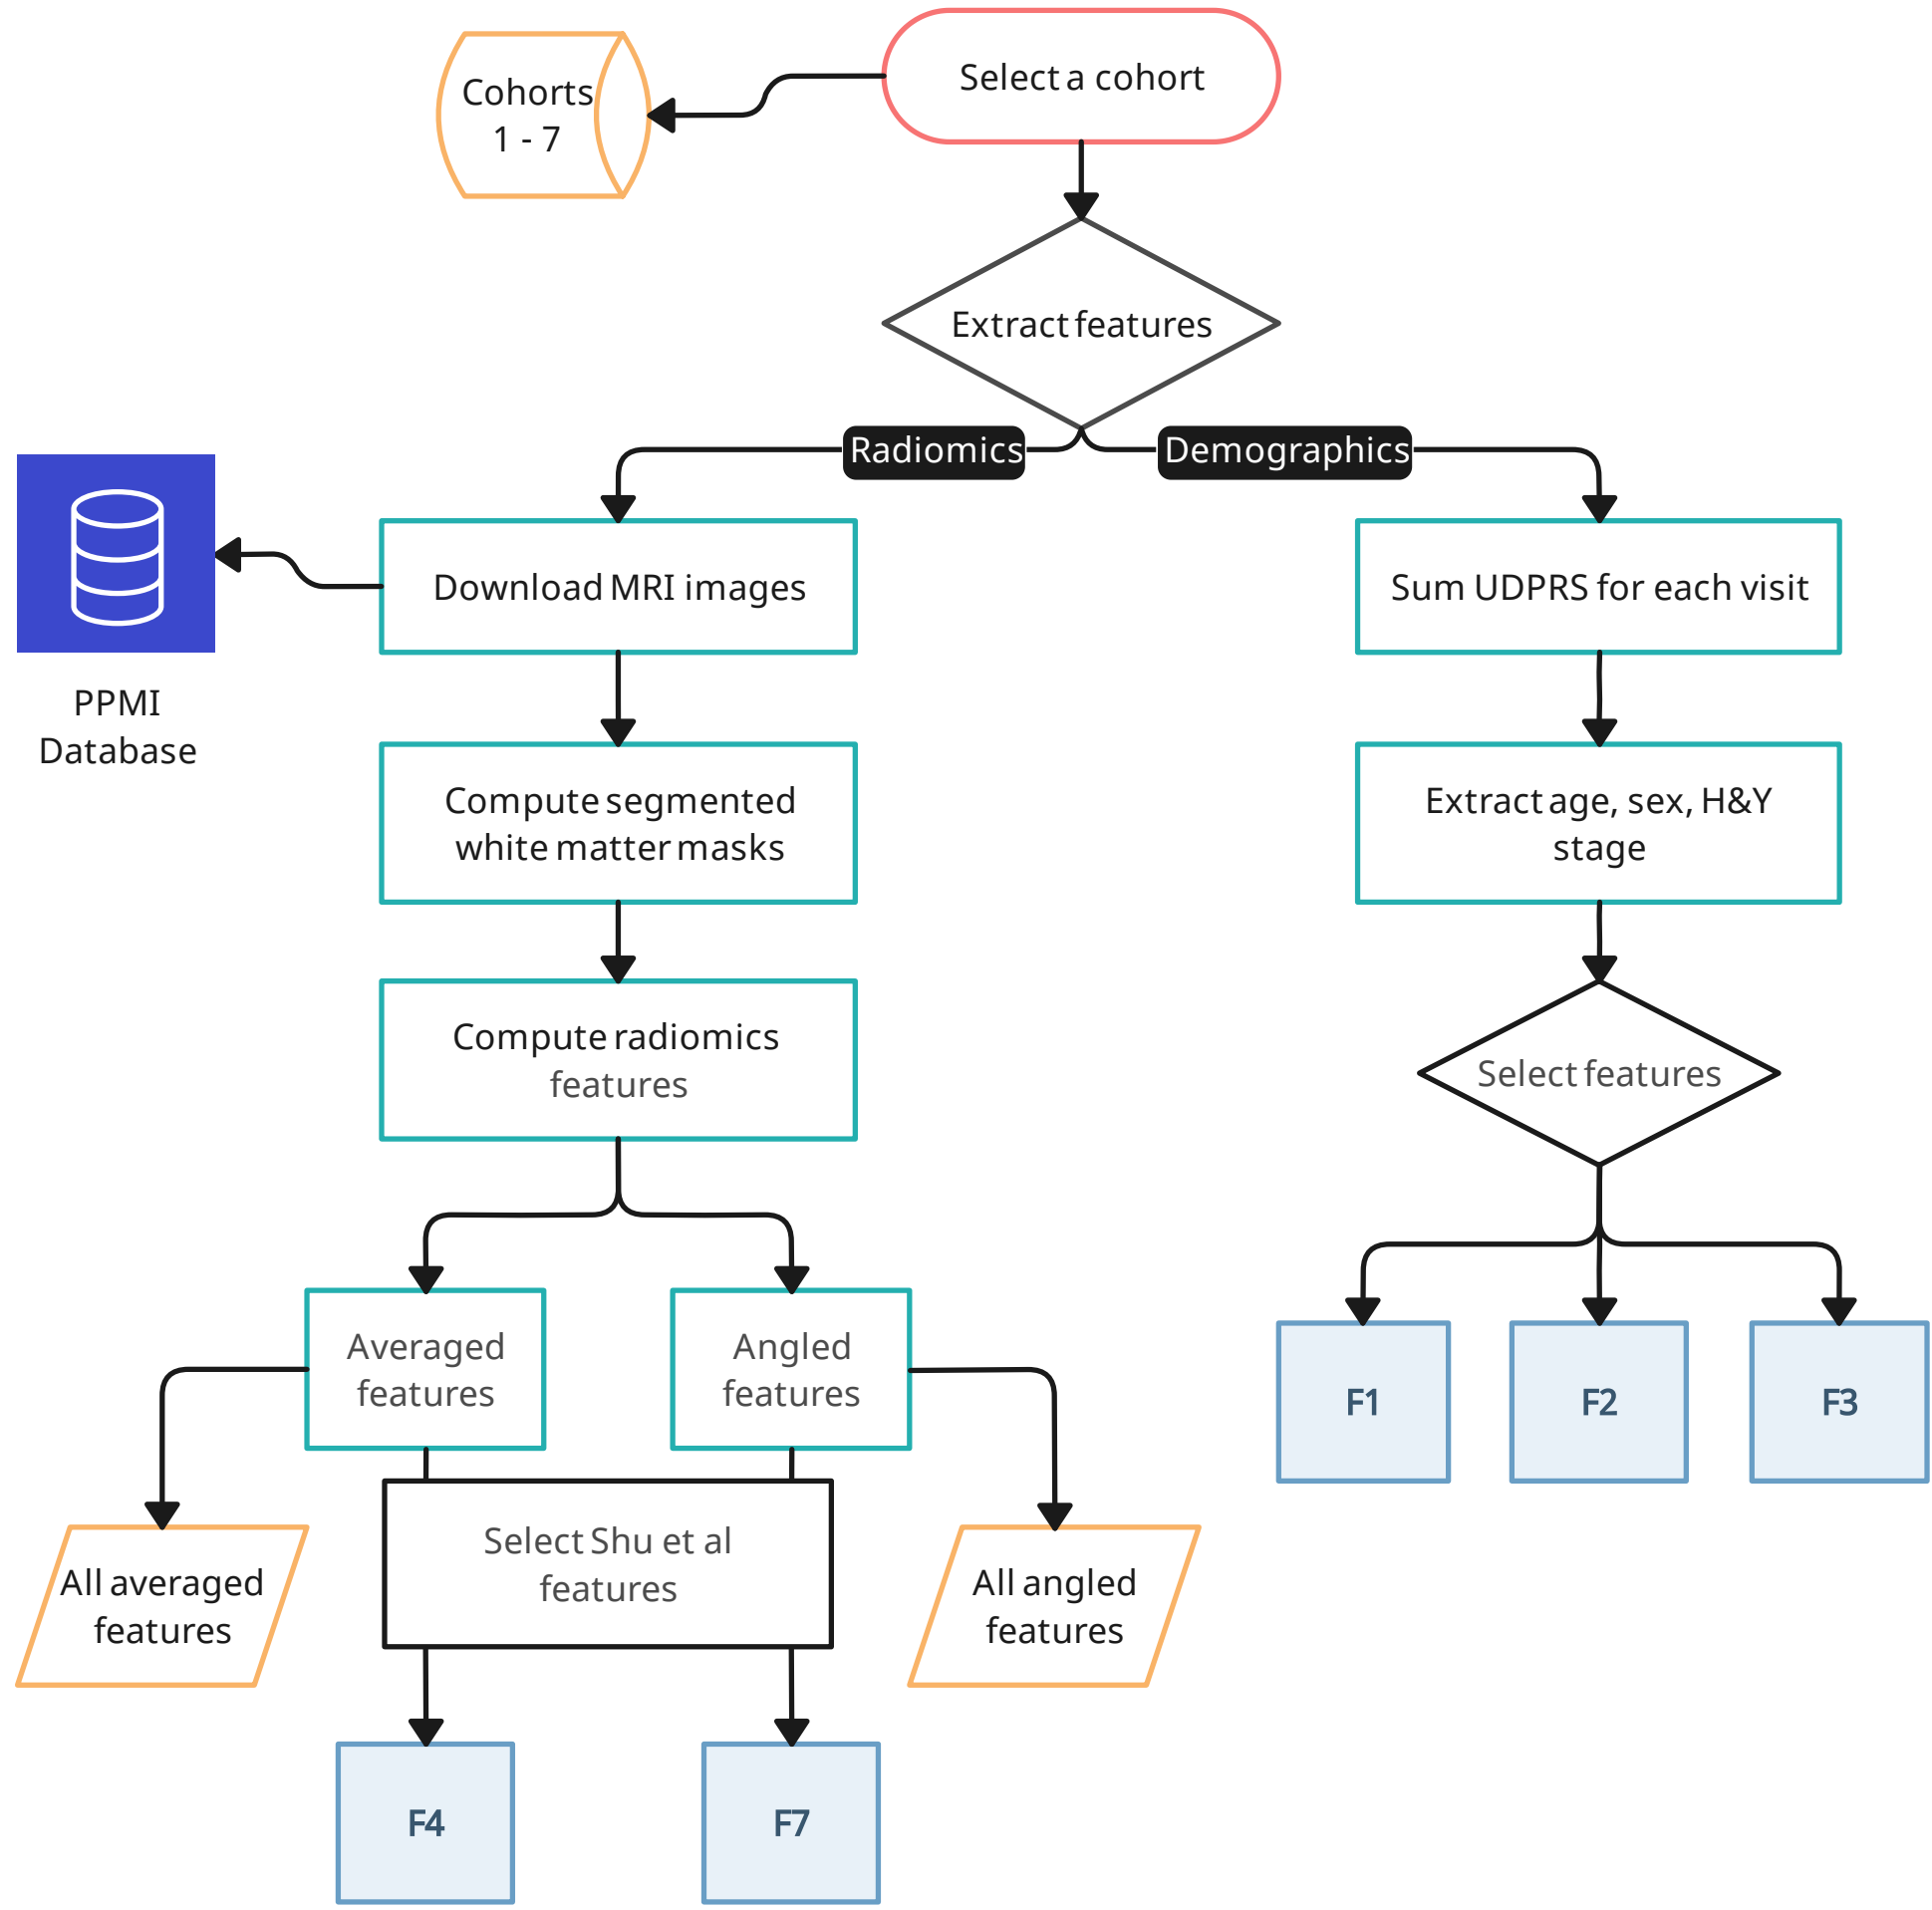 Select a cohort
Cohorts
1 - 7
Extract features
Radiomics
Demographics
Download MRI images
Sum UDPRS for each visit
PPMI
Database
Compute segmented
white matter masks
Extract age, sex, H&Y
stage
Compute radiomics
features
Select features
Averaged
features
Angled
features
F1
F2
F3
Select Shu et al
features
All averaged
features
All angled
features
F4
F7